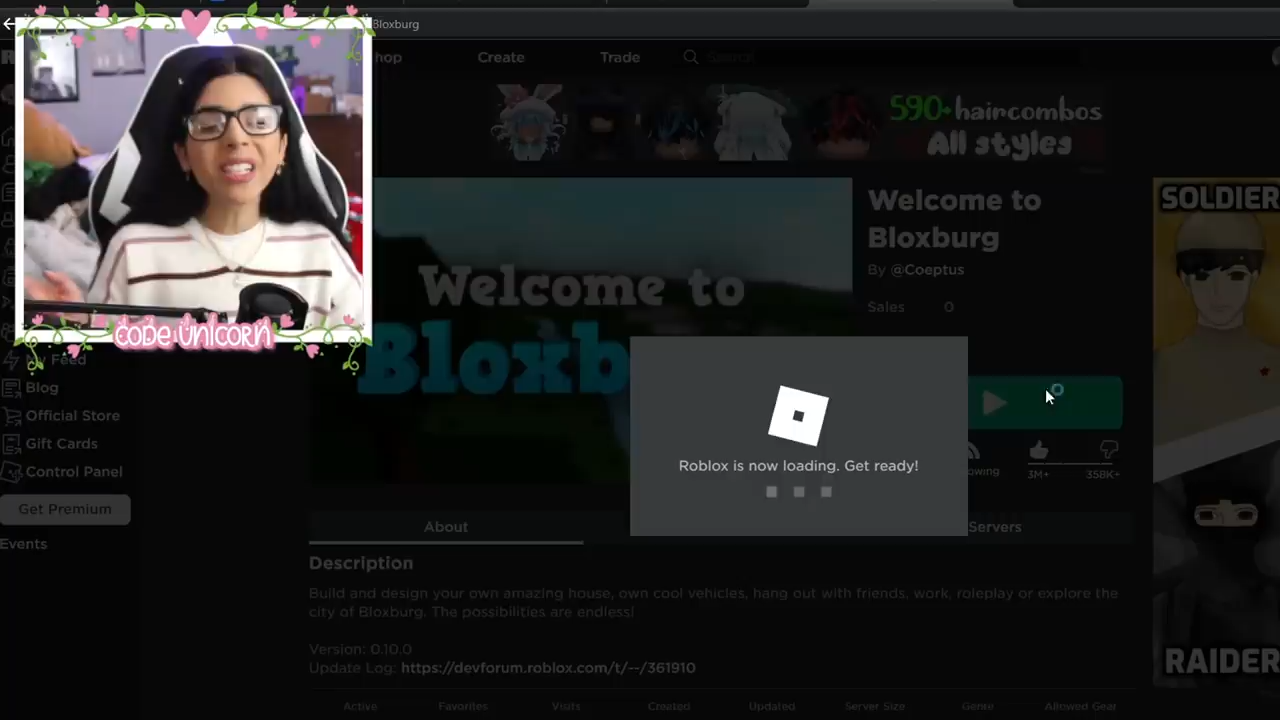 Bloxburg
hop
Create
Trade
Search
590+ haircombos
All styles
SOLDIER
Welcome to
Bloxburg
By @Coeptus
Sales 0
Welcome to
Bloxb
CODE UNICORN
Roblox is now loading. Get ready!
My Feed
Blog
Official Store
Gift Cards
Control Panel
Get Premium
Events
owing
3M+
358K+
About
Servers
Description
Build and design your own amazing house, own cool vehicles, hang out with friends, work, roleplay or explore the
city of Bloxburg. The possibilities are endless!
Version: 0.10.0
Update Log: https://devforum.roblox.com/t/--/361910
RAIDER
Active
Favorites
Visits
Created
Updated
Server Size
Genre
Allowed Gear